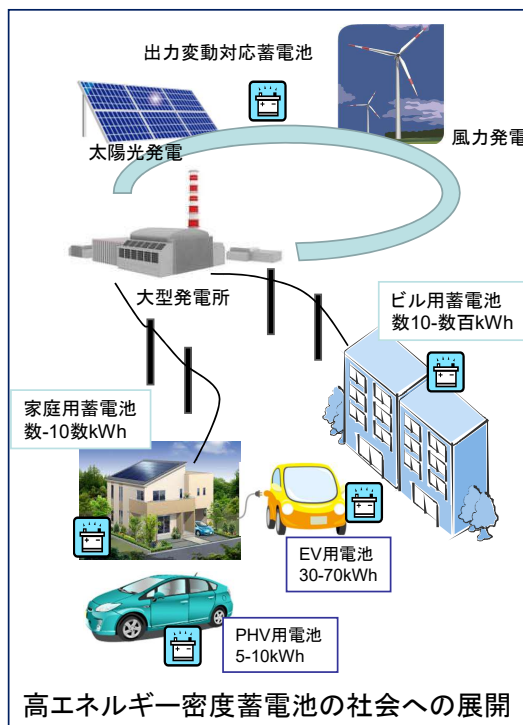 出力変動対応蓄電池
太陽光発電
風力発電
大型発電所
ビル用蓄電池
数10-数百kWh
家庭用蓄電池
数-10数kWh
EV用電池
30-70kWh
PHV用電池
5-10kWh
高エネルギー密度蓄電池の社会への展開